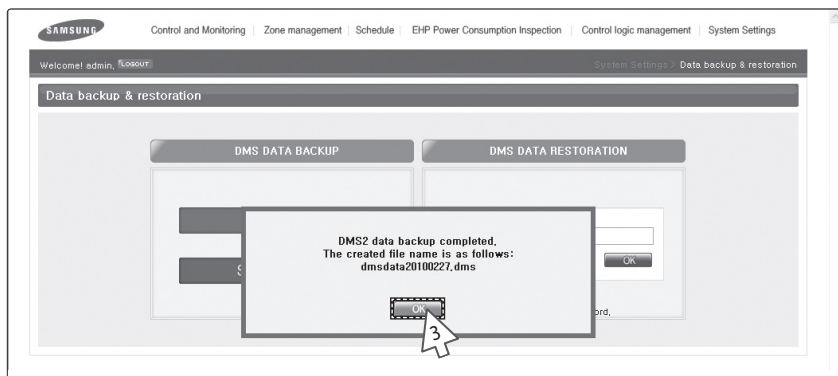 SAMSUNG Control and Monitoring Zone management Schedule EHP Power Consumption Inspection Control logic management System Settings
Welcome! admin, LOGOUT System Settings > Data backup & restoration
Data backup & restoration
DMS DATA BACKUP DMS DATA RESTORATION
DMS2 data backup completed,
The created file name is as follows:
dmsdata20100227.dms
OK
OK
3